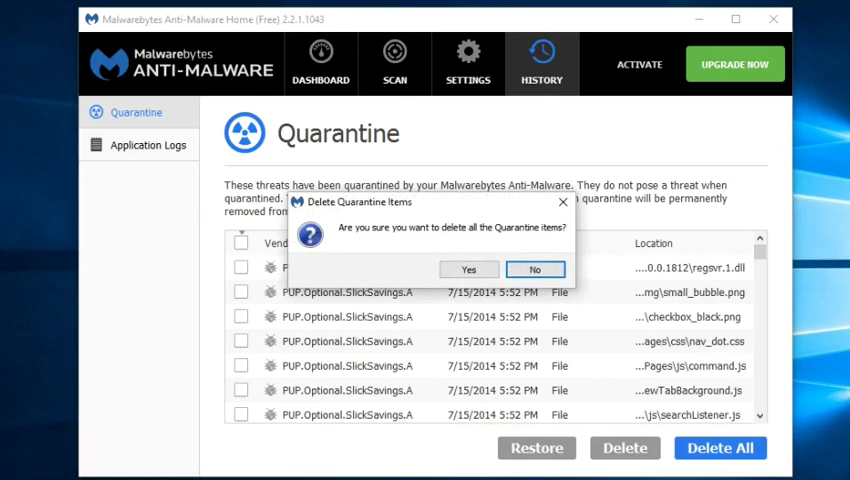 Malwarebytes Anti-Malware Home (Free) 2.2.1.1043
Malwarebytes
ANTI-MALWARE
DASHBOARD
SCAN
SETTINGS
HISTORY
ACTIVATE
UPGRADE NOW
Quarantine
Application Logs
Quarantine
These threats have been quarantined by your Malwarebytes Anti-Malware. They do not pose a threat when
quarantined. quarantine will be permanently
removed from
Delete Quarantine Items
Are you sure you want to delete all the Quarantine items?
Yes
No
Location
...0.0.1812\regsvr.1.dll
PUP.Optional.SlickSavings.A 7/15/2014 5:52 PM File ...mg\small_bubble.png
PUP.Optional.SlickSavings.A 7/15/2014 5:52 PM File ...\checkbox_black.png
PUP.Optional.SlickSavings.A 7/15/2014 5:52 PM File ...ages\css\nav_dot.css
PUP.Optional.SlickSavings.A 7/15/2014 5:52 PM File ...Pages\js\command.js
PUP.Optional.SlickSavings.A 7/15/2014 5:52 PM File ...ewTabBackground.js
PUP.Optional.SlickSavings.A 7/15/2014 5:52 PM File ...\js\searchListener.js
Restore
Delete
Delete All